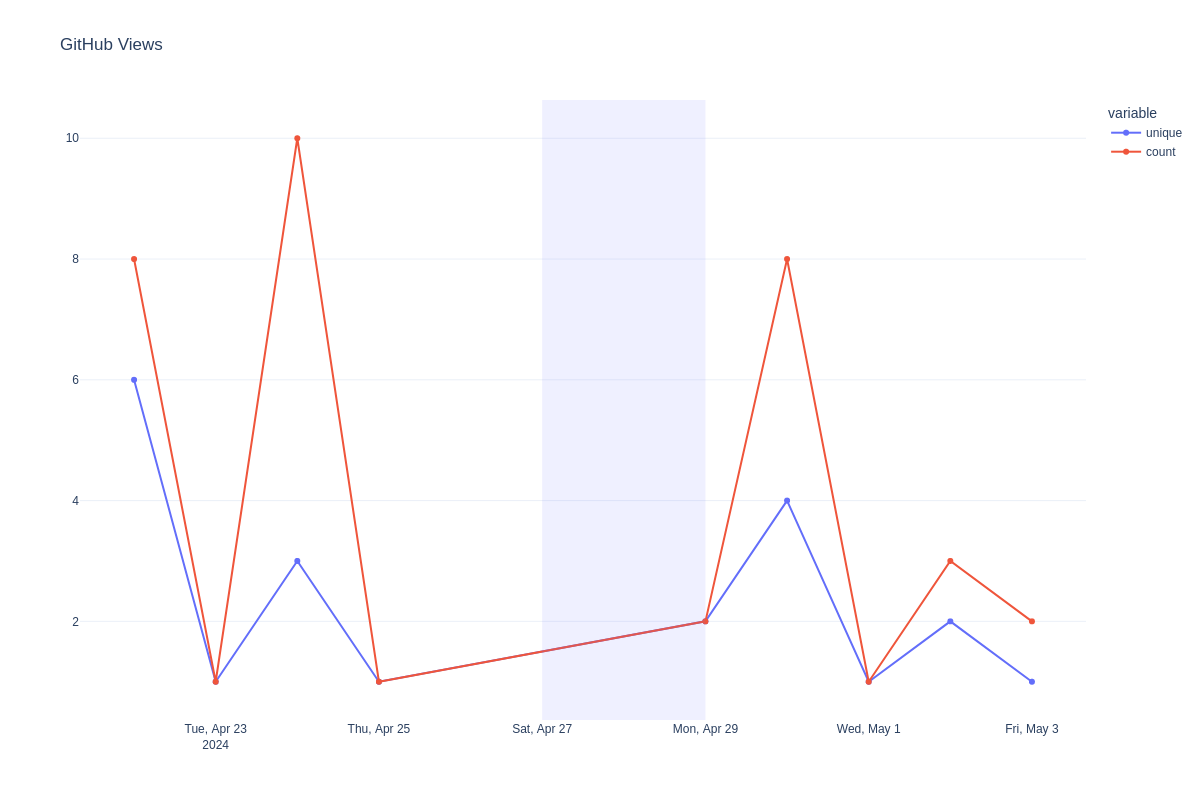 GitHub Views
variable
unique
count
10
8
6
4
2
Tue, Apr 23
2024
Thu, Apr 25
Sat, Apr 27
Mon, Apr 29
Wed, May 1
Fri, May 3